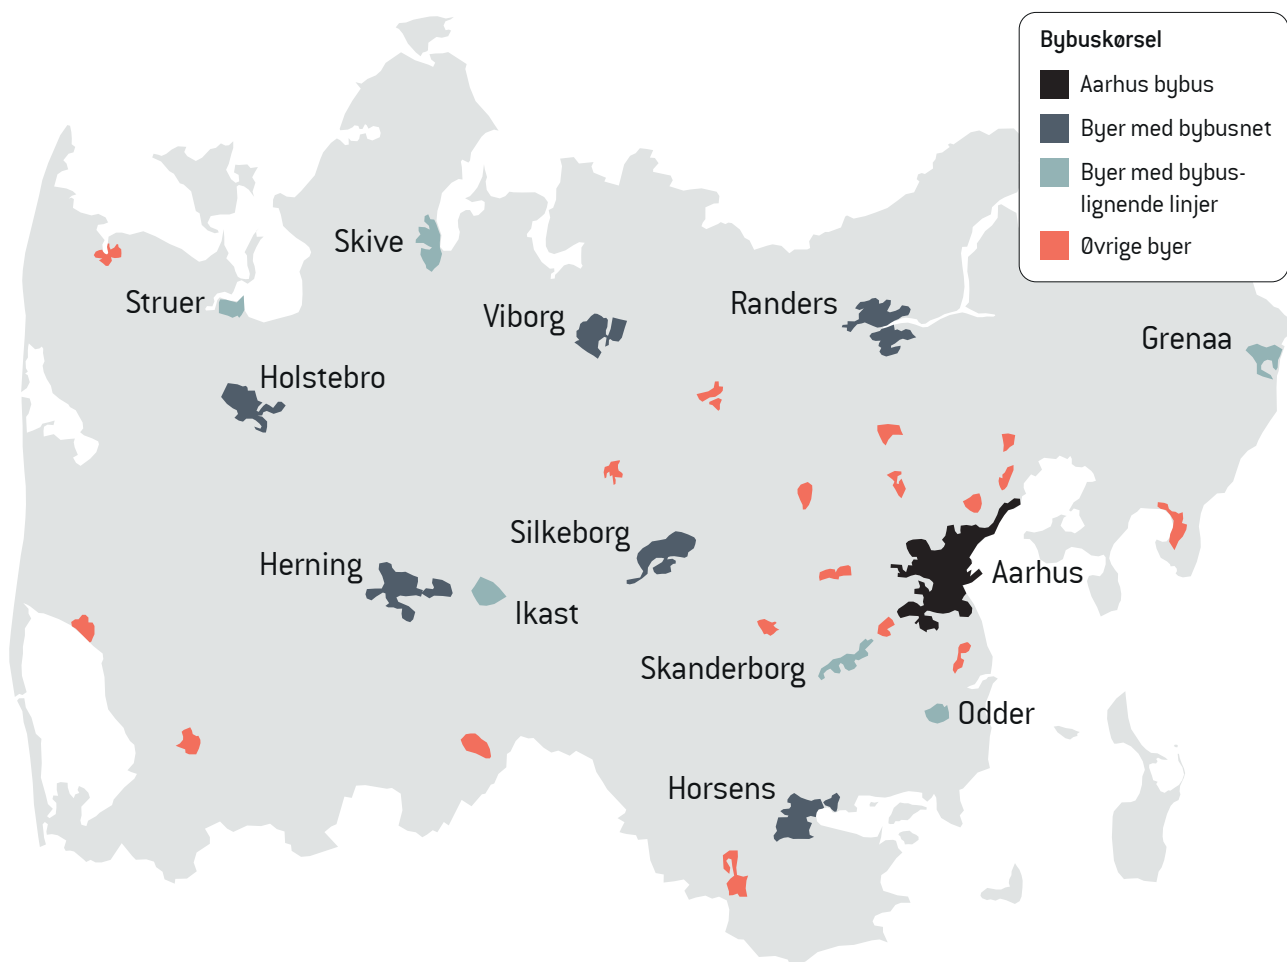 Bybuskørsel
Aarhus bybus
Byer med bybusnet
Byer med bybus-
lignende linjer
Øvrige byer
Skive
Struer
Viborg
Randers
Grenaa
Holstebro
Silkeborg
Herning
Aarhus
Ikast
Skanderborg
Odder
Horsens